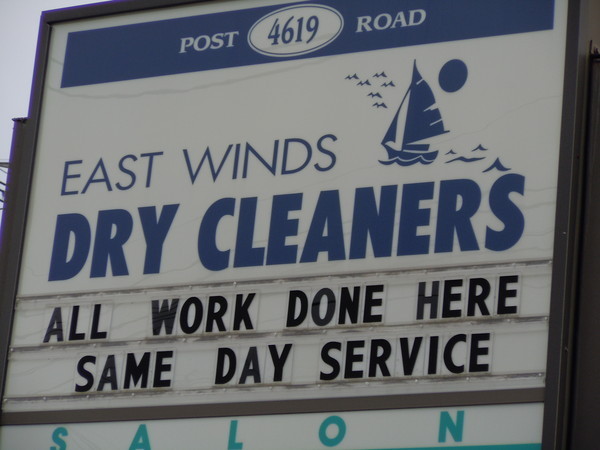 POST 4619 ROAD
EAST WINDS
DRY CLEANERS
ALL WORK DONE HERE
SAME DAY SERVICE
SALON